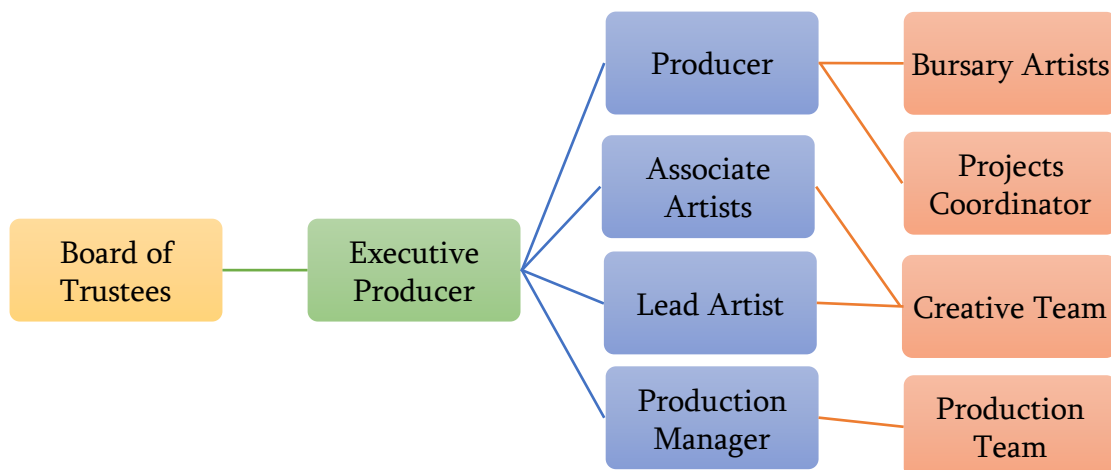 Board of
Trustees
Executive
Producer
Producer
Associate
Artists
Lead Artist
Production
Manager
Bursary Artists
Projects
Coordinator
Creative Team
Production
Team